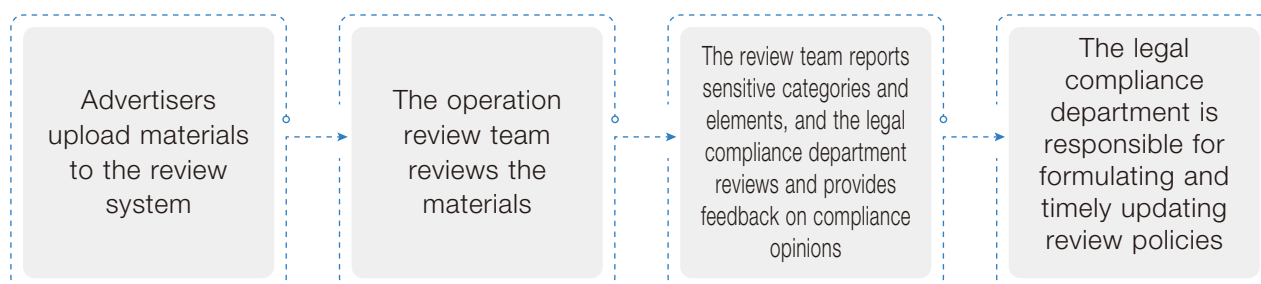 Advertisers
upload materials
to the review
system
The operation
review team
reviews the
materials
The review team reports
sensitive categories and
elements, and the legal
compliance department
reviews and provides
feedback on compliance
opinions
The legal
compliance
department is
responsible for
formulating and
timely updating
review policies